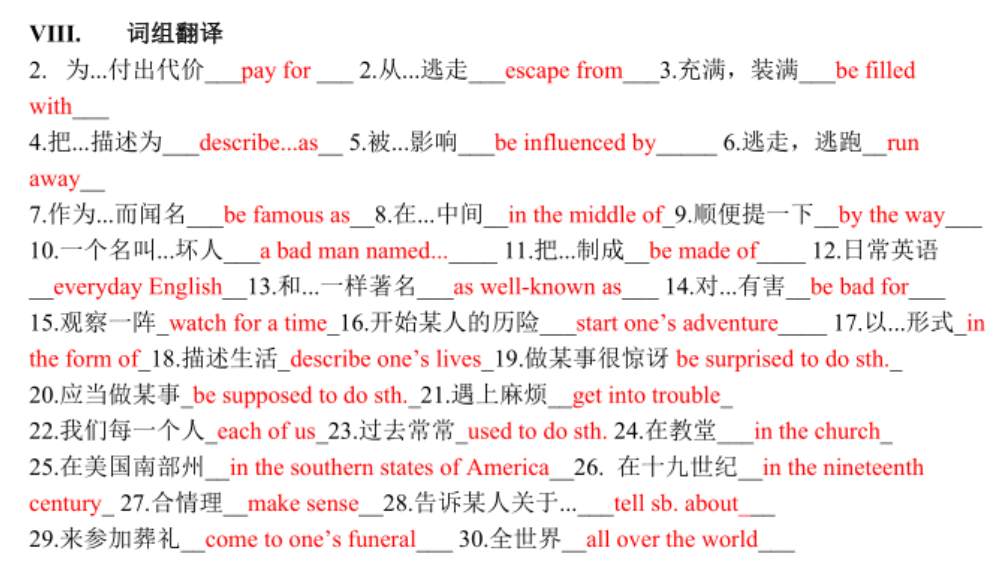 VIII. 词组翻译
2. 为...付出代价___pay for ___ 2.从...逃走___escape from___3.充满，装满___be filled
with___
4.把...描述为___describe...as__ 5.被...影响___be influenced by_____ 6.逃走，逃跑__run
away__
7.作为...而闻名___be famous as__8.在...中间__in the middle of_9.顺便提一下__by the way___
10.一个名叫...坏人___a bad man named...____ 11.把...制成__be made of____ 12.日常英语
__everyday English__13.和...一样著名___as well-known as___ 14.对...有害__be bad for___
15.观察一阵_watch for a time_16.开始某人的历险___start one’s adventure____ 17.以...形式_in
the form of_18.描述生活_describe one’s lives_19.做某事很惊讶 be surprised to do sth._
20.应当做某事_be supposed to do sth._21.遇上麻烦__get into trouble_
22.我们每一个人_each of us_23.过去常常_used to do sth. 24.在教堂___in the church_
25.在美国南部州__in the southern states of America__26. 在十九世纪__in the nineteenth
century_ 27.合情理__make sense__28.告诉某人关于...___tell sb. about___
29.来参加葬礼__come to one’s funeral___ 30.全世界__all over the world___